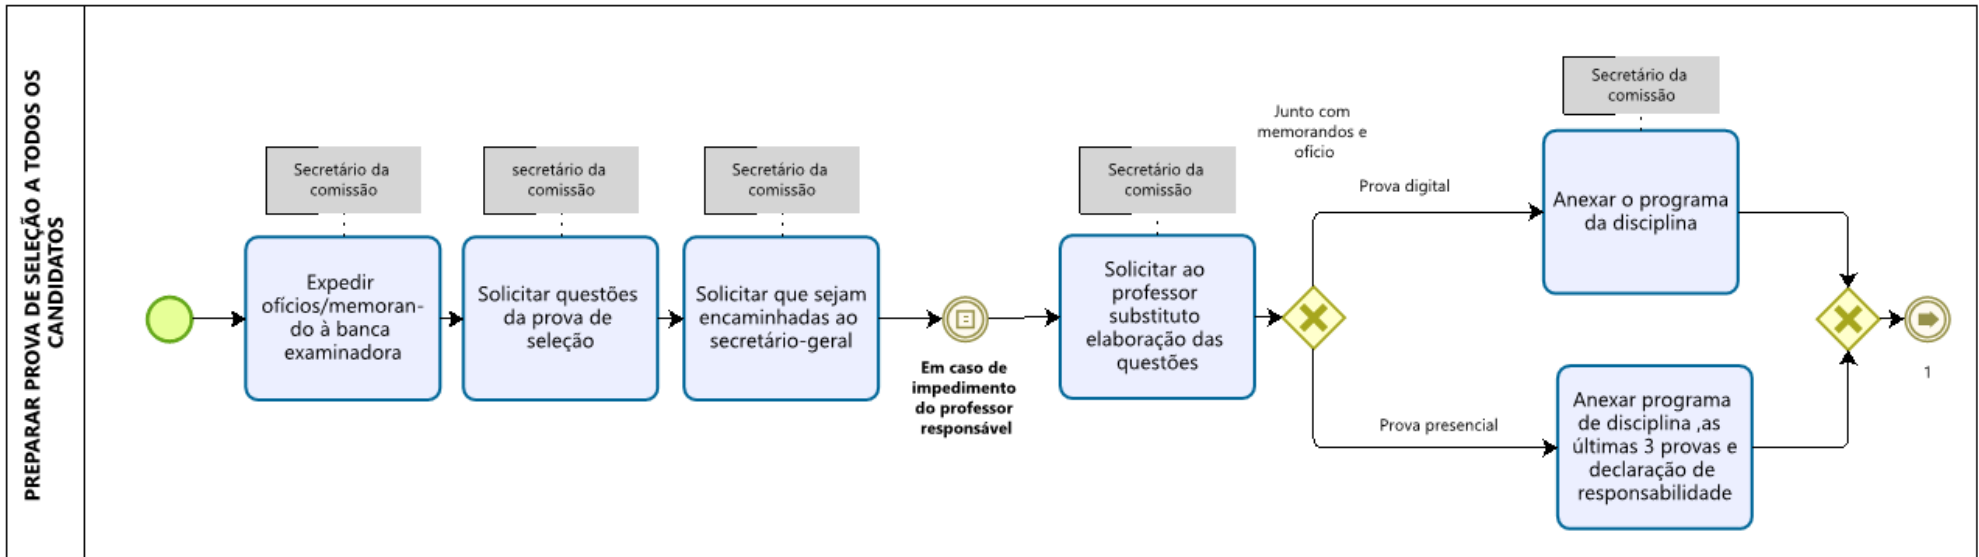 PREPARAR PROVA DE SELEÇÃO A TODOS OS
CANDIDATOS
Secretário da
comissão
Expedir
ofícios/memoran-
do à banca
examinadora
secretário da
comissão
Solicitar questões
da prova de
seleção
Secretário da
comissão
Solicitar que sejam
encaminhadas ao
secretário-geral
Em caso de
impedimento
do professor
responsável
Secretário da
comissão
Solicitar ao
professor
substituto
elaboração das
questões
Junto com
memorandos e
ofício
Prova digital
Secretário da
comissão
Anexar o programa
da disciplina
Prova presencial
Anexar programa
de disciplina ,as
últimas 3 provas e
declaração de
responsabilidade
1